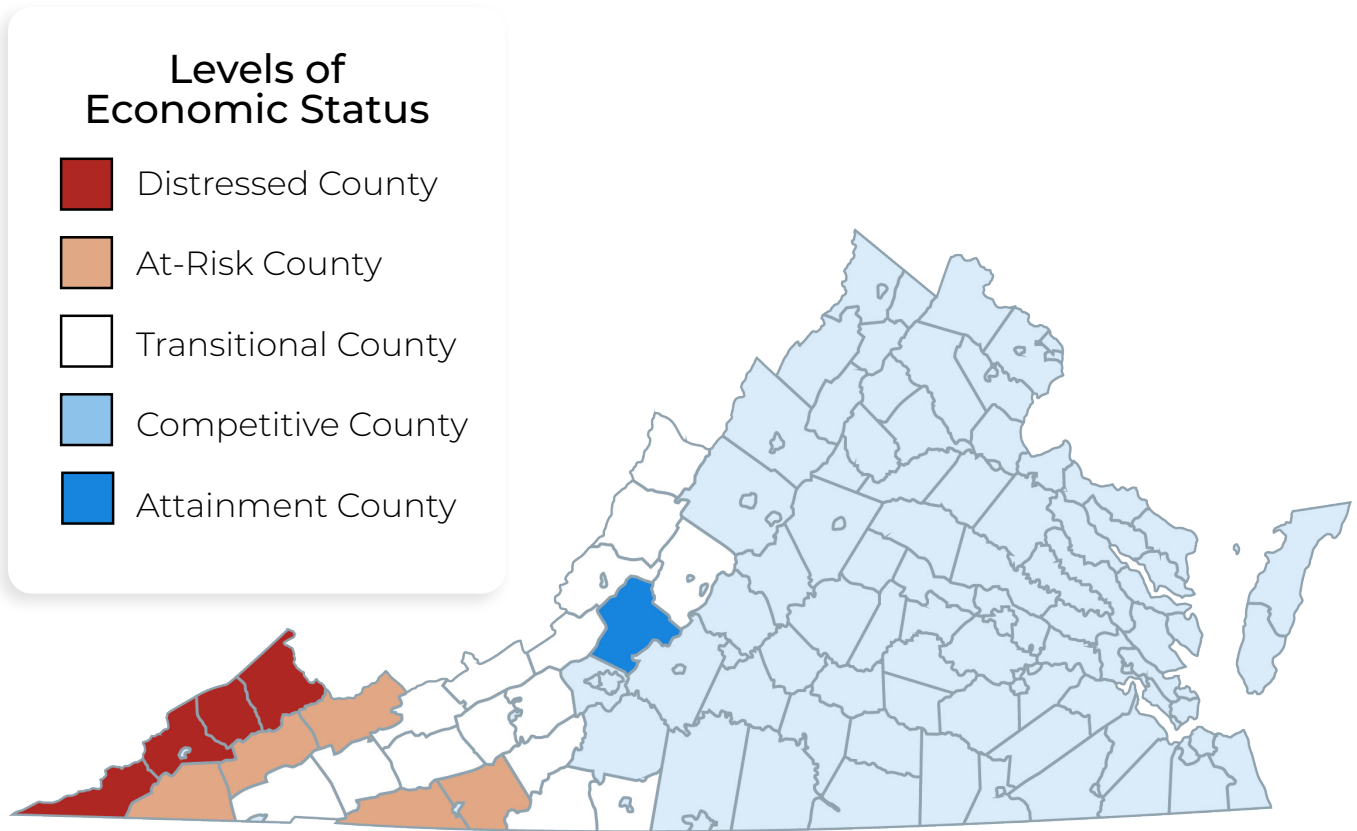 Levels of
Economic Status
Distressed County
At-Risk County
Transitional County
Competitive County
Attainment County